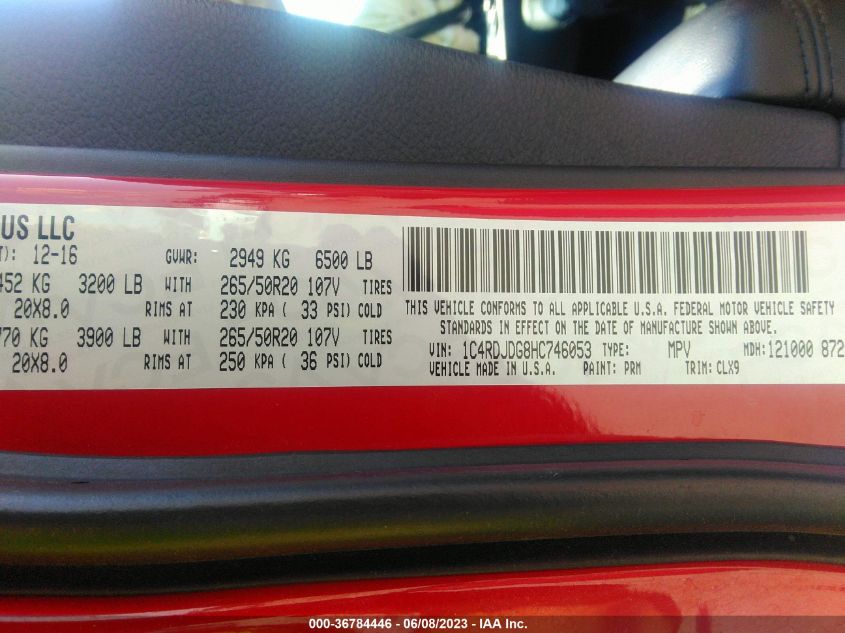 US LLC
T): 12-16 GVWR: 2949 KG 6500 LB
452 KG 3200 LB WITH 265/50R20 107V TIRES
20X8.0 RIMS AT 230 KPA ( 33 PSI) COLD
770 KG 3900 LB WITH 265/50R20 107V TIRES
20X8.0 RIMS AT 250 KPA ( 36 PSI) COLD
THIS VEHICLE CONFORMS TO ALL APPLICABLE U.S.A. FEDERAL MOTOR VEHICLE SAFETY
STANDARDS IN EFFECT ON THE DATE OF MANUFACTURE SHOWN ABOVE.
VIN: 1C4RDJDG8HC746053 TYPE: MPV MDH: 121000 872
VEHICLE MADE IN U.S.A. PAINT: PRM TRIM: CLX9
000-36784446 - 06/08/2023 - IAA Inc.